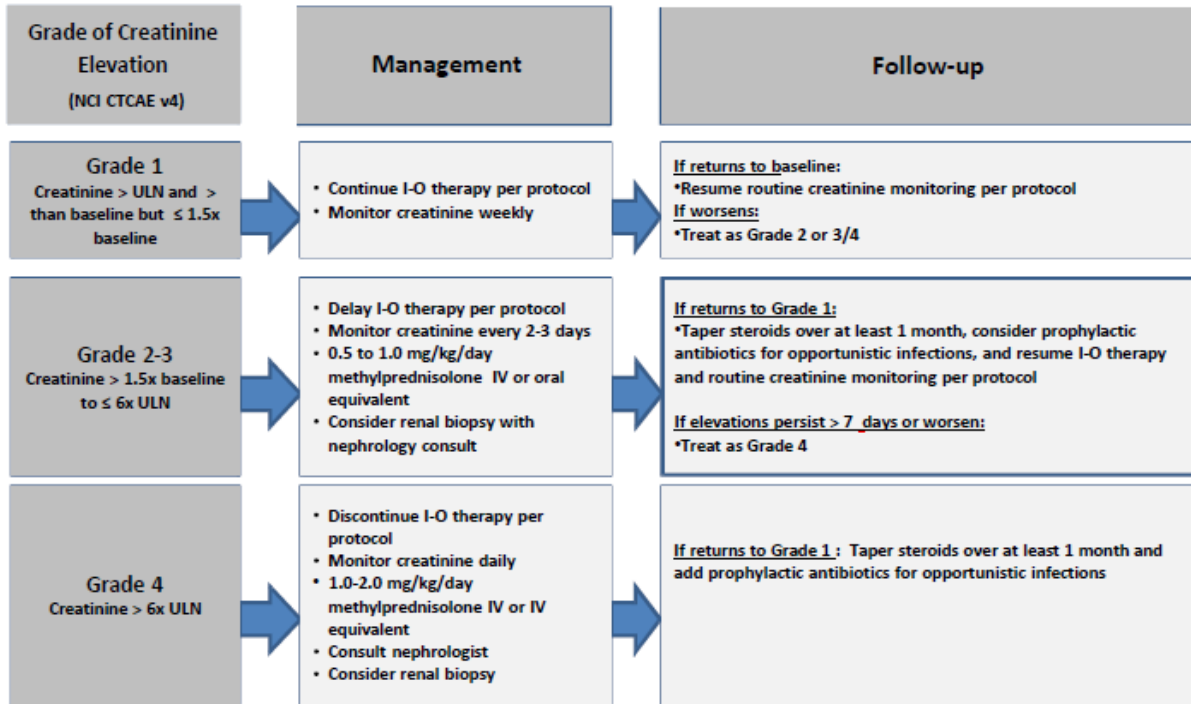 Grade of Creatinine
Elevation
(NCI CTCAE v4)
Management
Follow-up
Grade 1
Creatinine > ULN and >
than baseline but ≤ 1.5x
baseline
• Continue I-O therapy per protocol
• Monitor creatinine weekly
If returns to baseline:
•Resume routine creatinine monitoring per protocol
If worsens:
•Treat as Grade 2 or 3/4
Grade 2-3
Creatinine > 1.5x baseline
to ≤ 6x ULN
• Delay I-O therapy per protocol
• Monitor creatinine every 2-3 days
• 0.5 to 1.0 mg/kg/day
methylprednisolone IV or oral
equivalent
• Consider renal biopsy with
nephrology consult
If returns to Grade 1:
•Taper steroids over at least 1 month, consider prophylactic
antibiotics for opportunistic infections, and resume I-O therapy
and routine creatinine monitoring per protocol
If elevations persist > 7 days or worsen:
•Treat as Grade 4
Grade 4
Creatinine > 6x ULN
• Discontinue I-O therapy per
protocol
• Monitor creatinine daily
• 1.0-2.0 mg/kg/day
methylprednisolone IV or IV
equivalent
• Consult nephrologist
• Consider renal biopsy
If returns to Grade 1 : Taper steroids over at least 1 month and
add prophylactic antibiotics for opportunistic infections